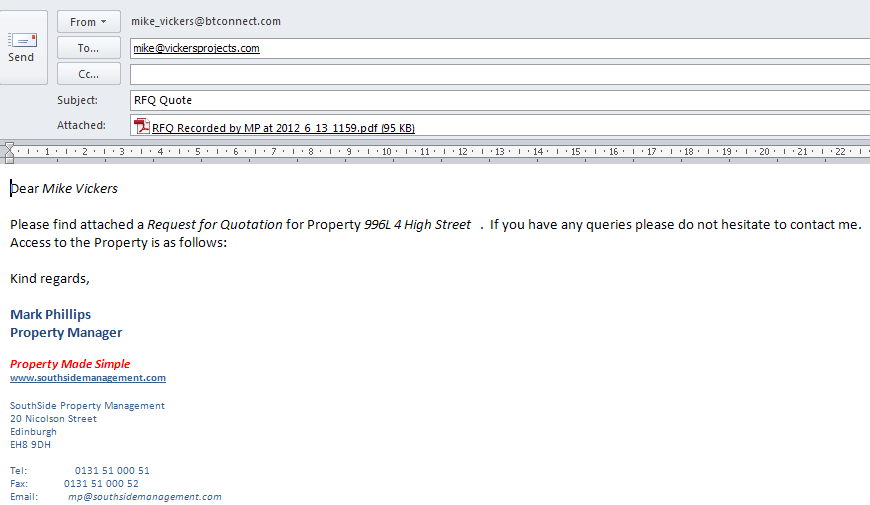 From mike_vickers@btconnect.com
Send To... mike@vickersprojects.com
Cc...
Subject: RFQ Quote
Attached: RFQ Recorded by MP at 2012_6_13_1159.pdf (95 KB)
1 2 3 4 5 6 7 8 9 10 11 12 13 14 15 16 17 18 19 20 21 22
Dear Mike Vickers
Please find attached a Request for Quotation for Property 996L 4 High Street . If you have any queries please do not hesitate to contact me.
Access to the Property is as follows:
Kind regards,
Mark Phillips
Property Manager
Property Made Simple
www.southsidemanagement.com
SouthSide Property Management
20 Nicolson Street
Edinburgh
EH8 9DH
Tel: 0131 51 000 51
Fax: 0131 51 000 52
Email: mp@southsidemanagement.com